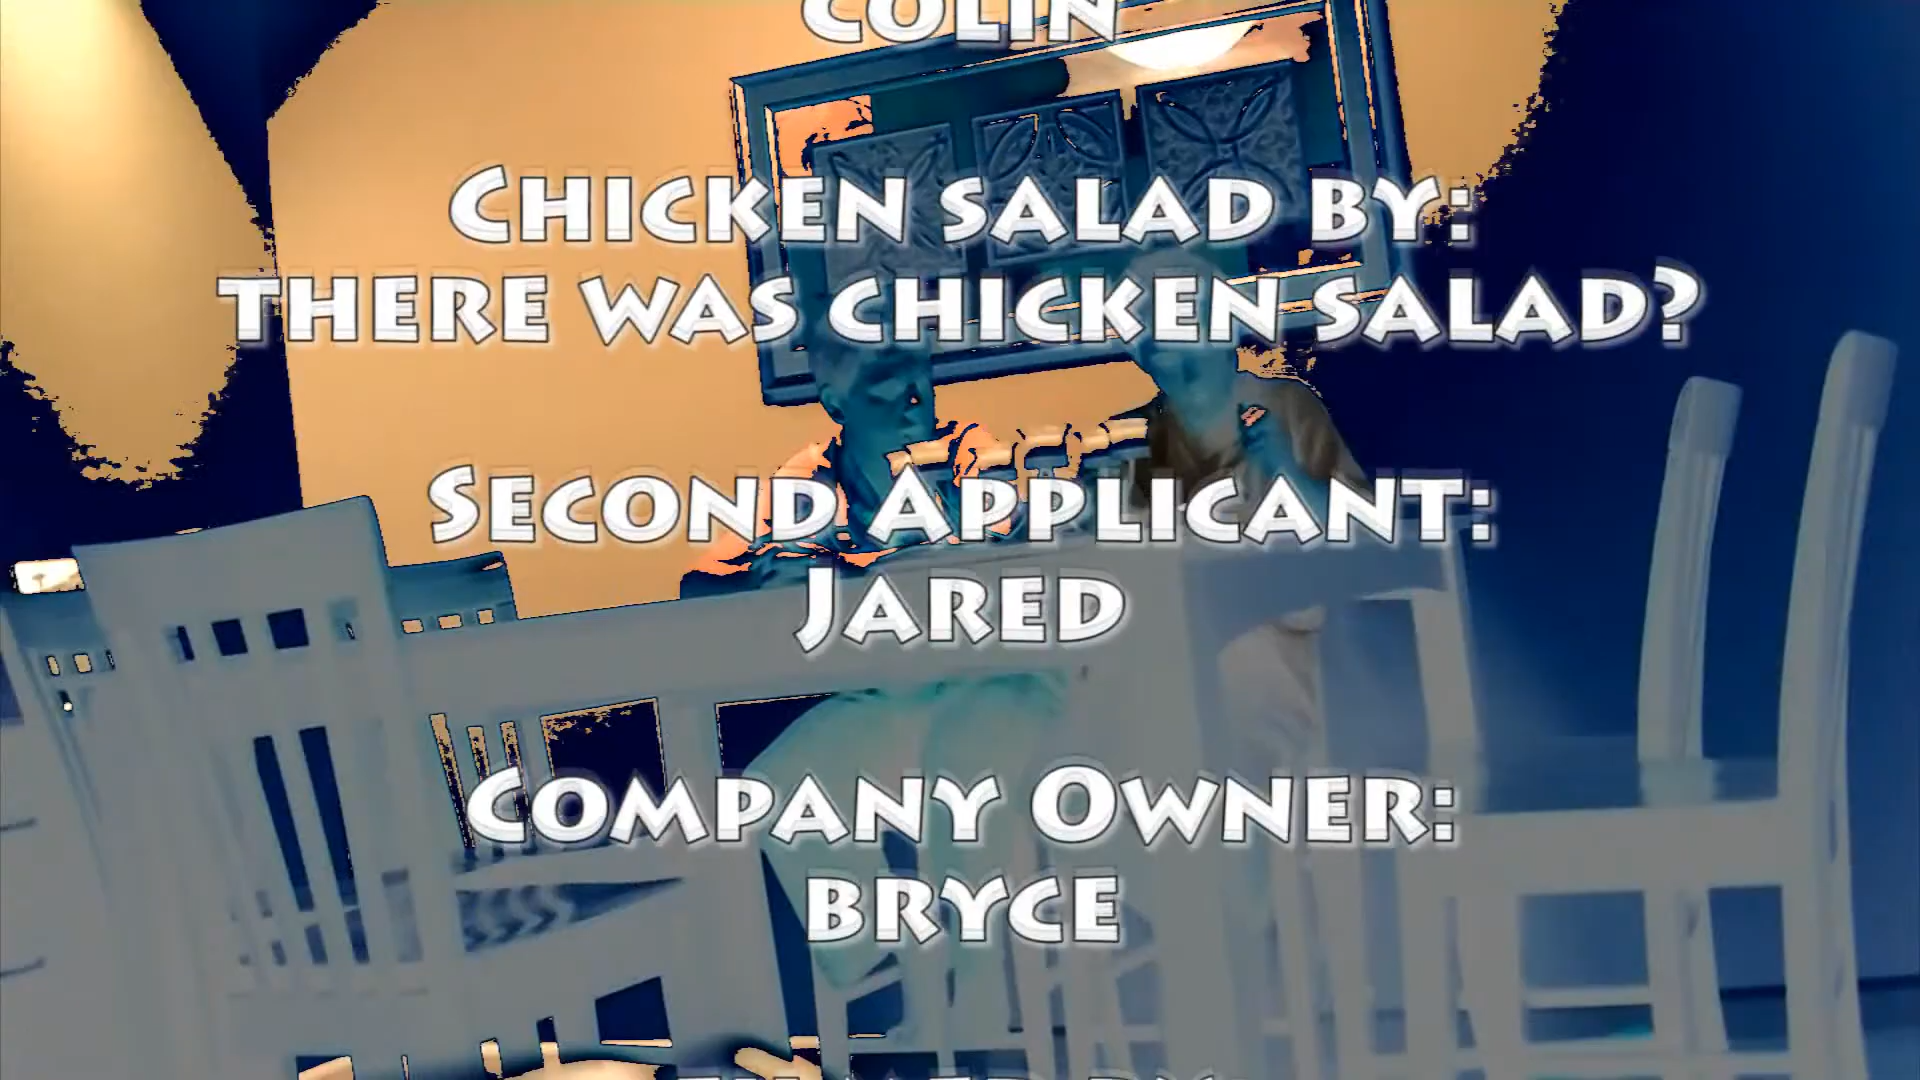 COLIN
CHICKEN SALAD BY:
THERE WAS CHICKEN SALAD?
SECOND APPLICANT:
JARED
COMPANY OWNER:
BRYCE